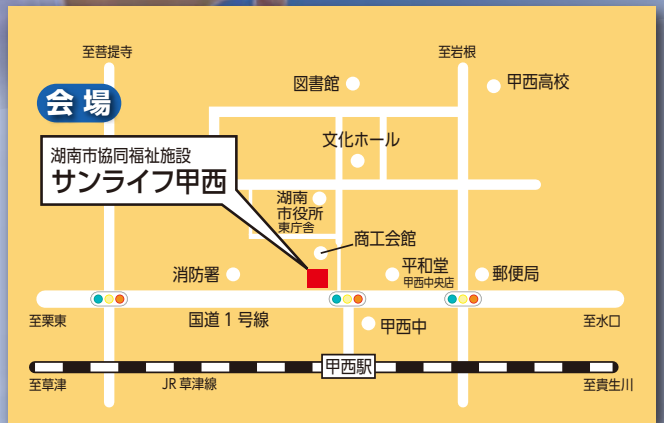 至菩提寺
至岩根
図書館
甲西高校
会場
文化ホール
湖南市協同福祉施設
サンライフ甲西
湖南
市役所
東庁舎
商工会館
消防署
平和堂
甲西中央店
郵便局
至栗東
国道1号線
甲西中
至水口
甲西駅
至草津
JR草津線
至貴生川